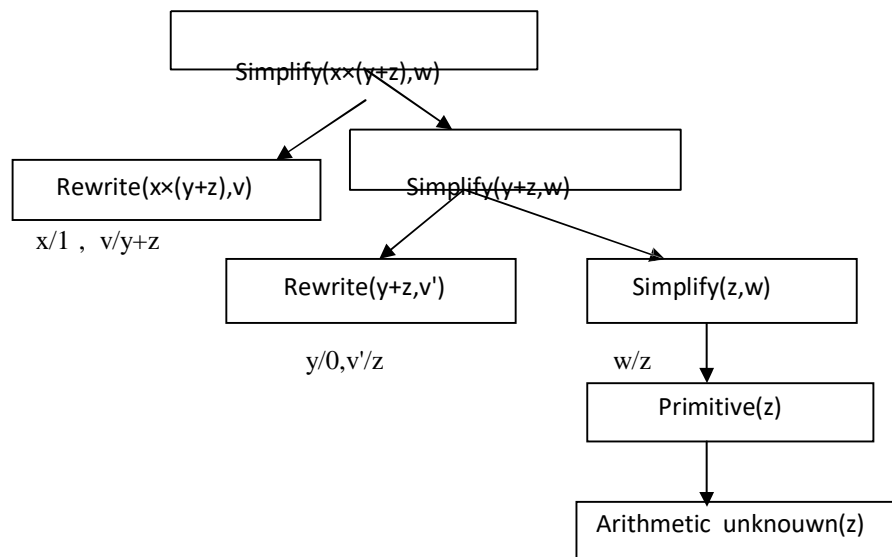 Simplify(x×(y+z),w)
Rewrite(x×(y+z),v)
Simplify(y+z,w)
x/1 , v/y+z
Rewrite(y+z,v')
Simplify(z,w)
y/0,v'/z
w/z
Primitive(z)
Arithmetic unknouwn(z)